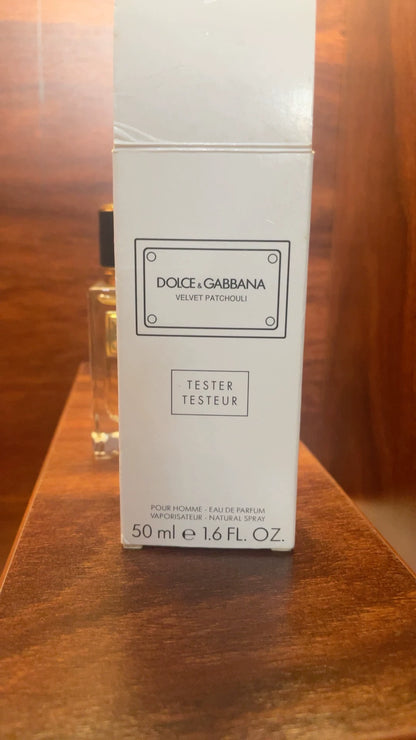 DOLCE & GABBANA
VELVET PATCHOULI
TESTER
TESTEUR
POUR HOMME - EAU DE PARFUM
VAPORISATEUR - NATURAL SPRAY
50 ml ℮ 1.6 FL. OZ.